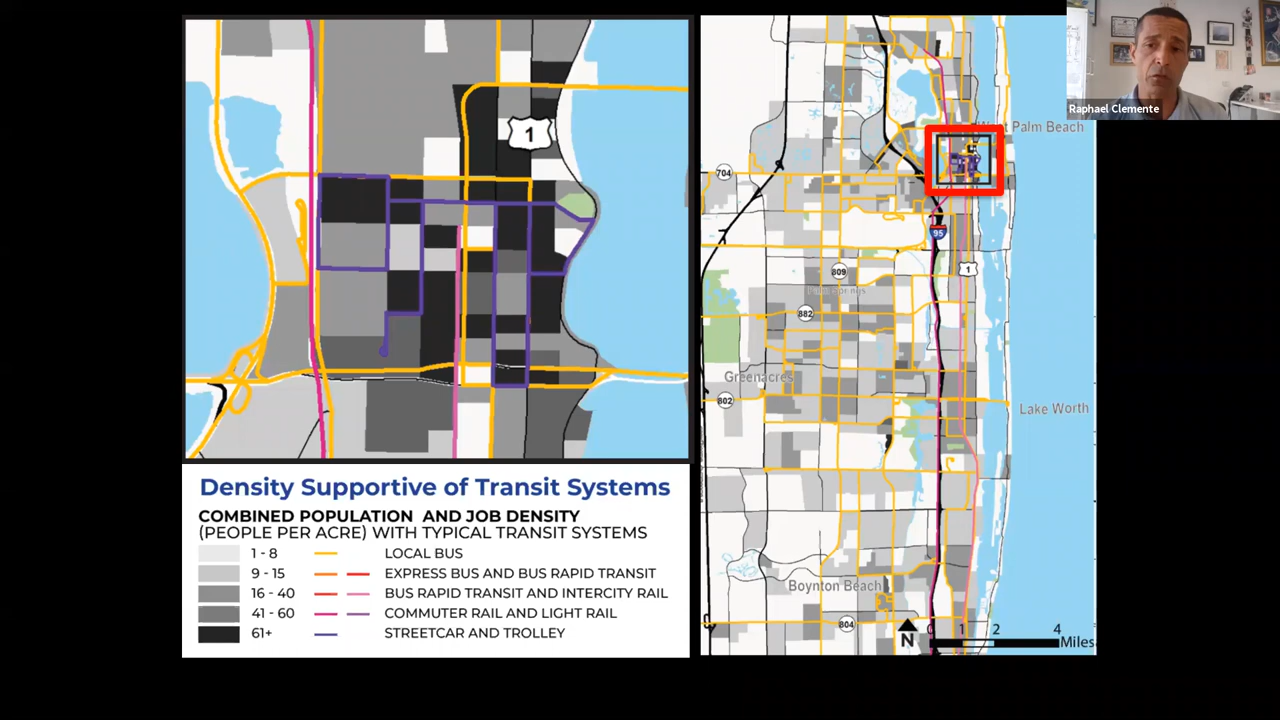 1
Density Supportive of Transit Systems
COMBINED POPULATION AND JOB DENSITY
(PEOPLE PER ACRE) WITH TYPICAL TRANSIT SYSTEMS
1 - 8 LOCAL BUS
9 - 15 EXPRESS BUS AND BUS RAPID TRANSIT
16 - 40 BUS RAPID TRANSIT AND INTERCITY RAIL
41 - 60 COMMUTER RAIL AND LIGHT RAIL
61+ STREETCAR AND TROLLEY
Palm Beach
704
95
809
1
Palm Springs
882
Greenacres
802
Lake Worth
Boynton Beach
804
N
0 1 2 4
Miles
Raphael Clemente